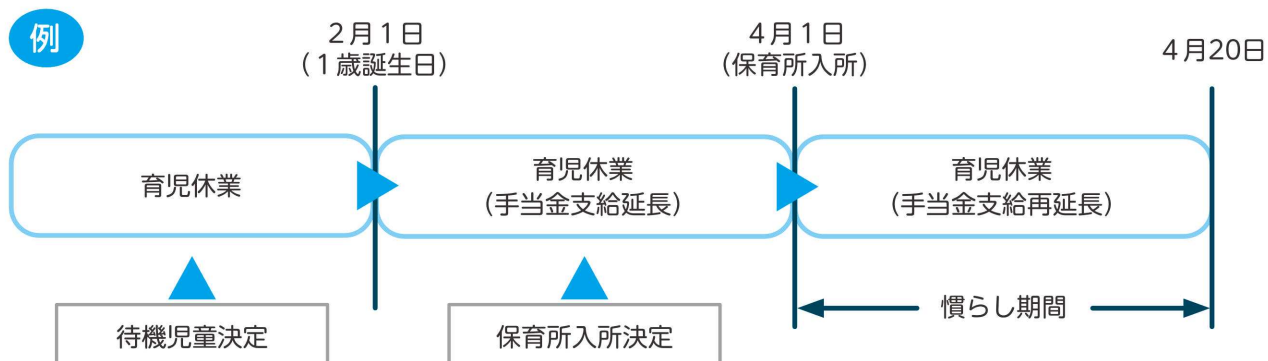 例
２月１日
（１歳誕生日）
４月１日
（保育所入所）
４月20日
育児休業
育児休業
（手当金支給延長）
育児休業
（手当金支給再延長）
待機児童決定
保育所入所決定
慣らし期間